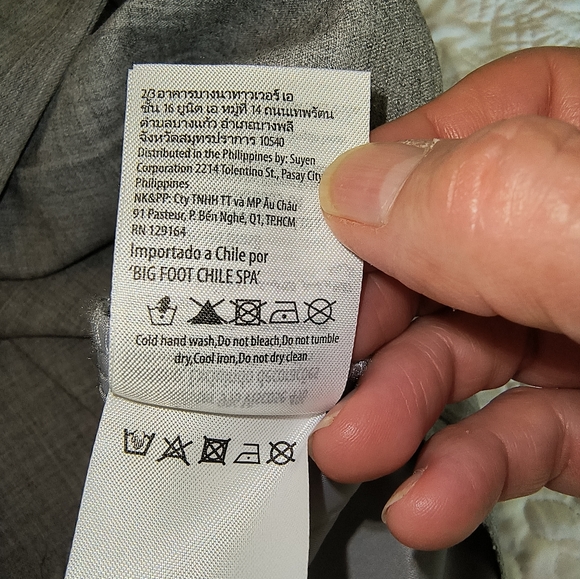 2/3 อาคารบางนาทาวเวอร์ เอ
ชั้น 16 ยูนิต เอ หมู่ที่ 14 ถนนเทพรัตน
ตำบลบางแก้ว อำเภอบางพลี
จังหวัดสมุทรปราการ 10540
Distributed in the Philippines by: Suyen
Corporation 2214 Tolentino St., Pasay City
Philippines
NK&PP: Cty TNHH TT và MP Âu Châu
91 Pasteur, P. Bến Nghé, Q1, TP.HCM
RN 129164
Importado a Chile por
'BIG FOOT CHILE SPA'
Cold hand wash,Do not bleach,Do not tumble
dry,Cool iron,Do not dry clean